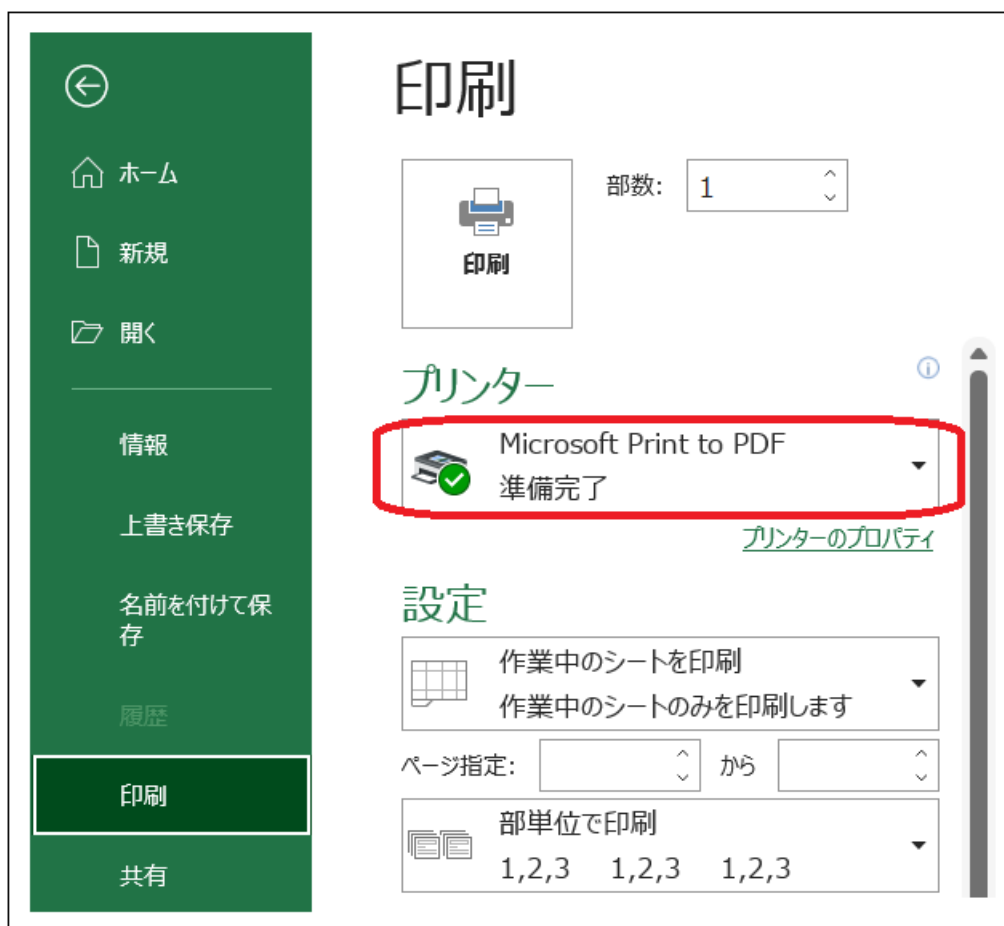 ホーム
新規
開く
情報
上書き保存
名前を付けて保
存
履歴
印刷
共有
印刷
印刷
部数: 1
プリンター
Microsoft Print to PDF
準備完了
プリンターのプロパティ
設定
作業中のシートを印刷
作業中のシートのみを印刷します
ページ指定: から
部単位で印刷
1,2,3 1,2,3 1,2,3